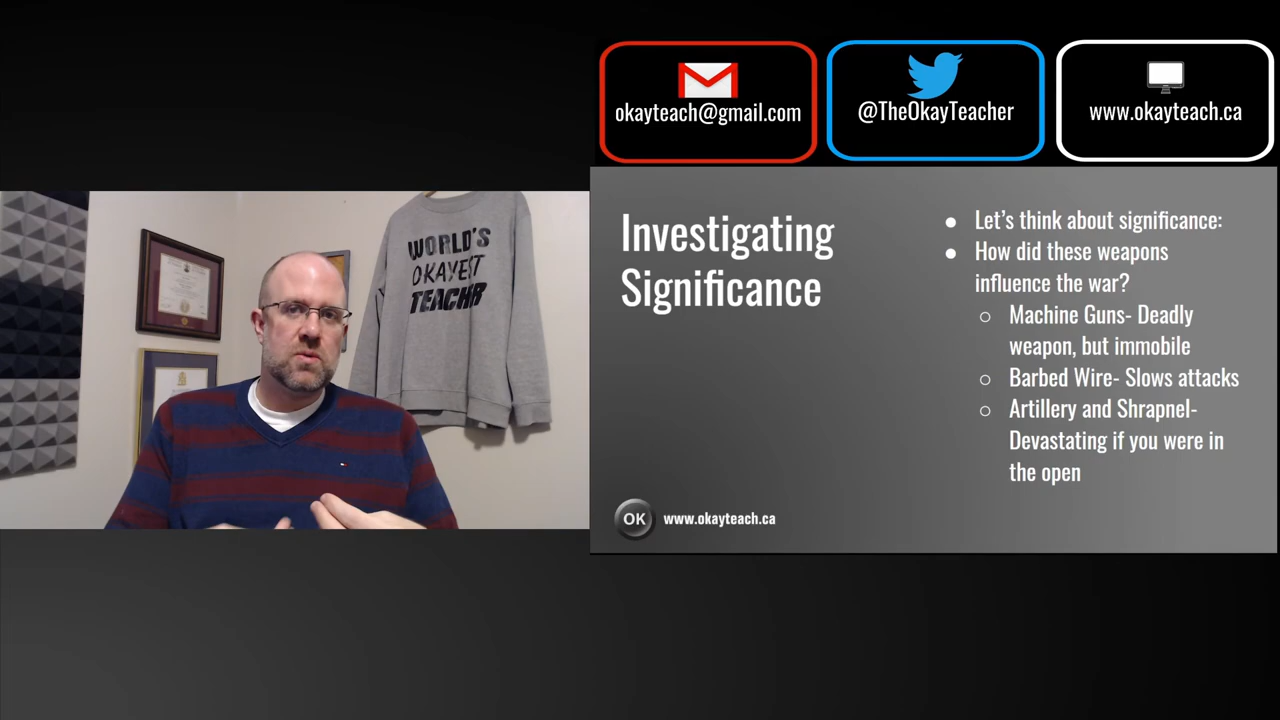 okayteach@gmail.com
@TheOkayTeacher
www.okayteach.ca
WORLD'S
OKAYEST
TEACHR
Investigating
Significance
● Let's think about significance:
● How did these weapons
influence the war?
○ Machine Guns- Deadly
weapon, but immobile
○ Barbed Wire- Slows attacks
○ Artillery and Shrapnel-
Devastating if you were in
the open
OK www.okayteach.ca